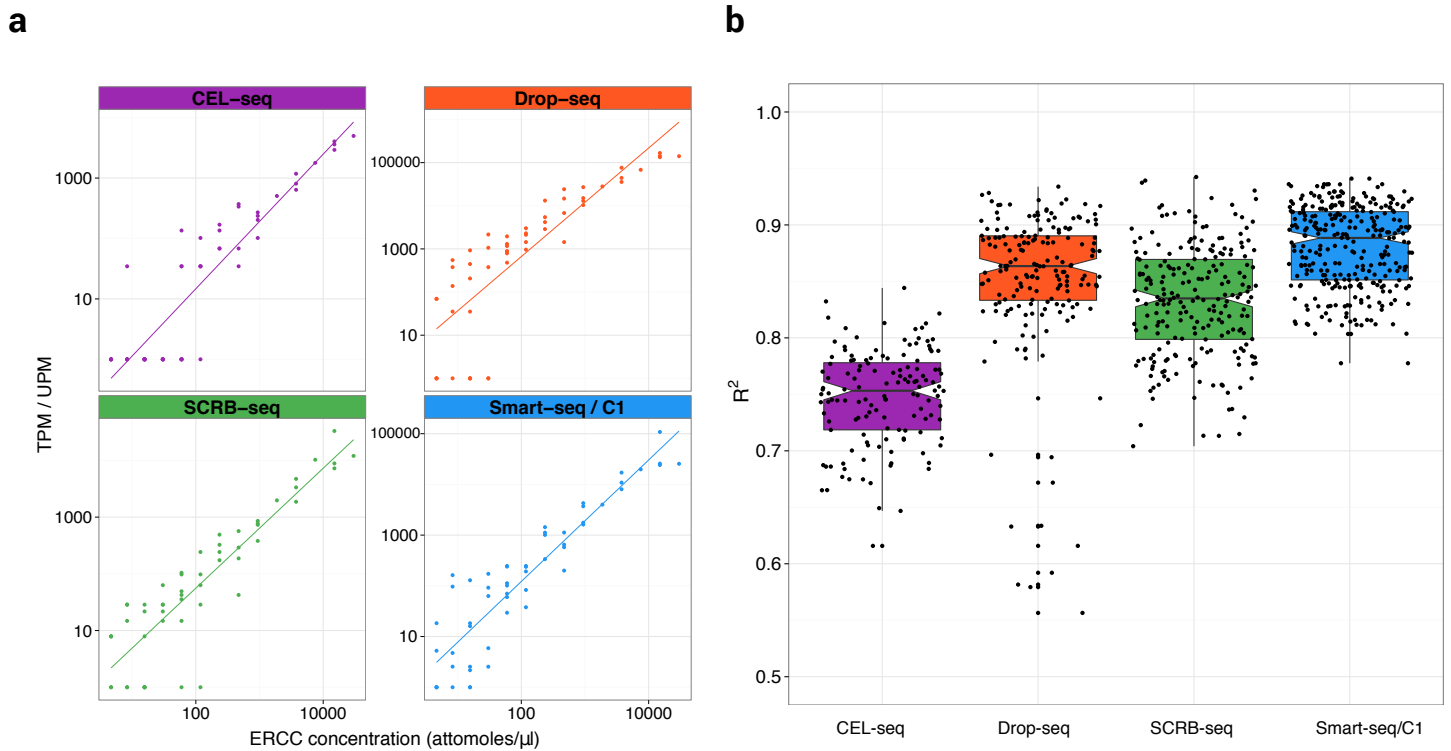 a
CEL–seq
Drop–seq
1000
10
100000
1000
10
SCRB–seq
Smart–seq / C1
1000
10
100000
1000
10
100
10000
100
10000
TPM / UPM
ERCC concentration (attomoles/µl)
b
1.0
0.9
0.8
0.7
0.6
0.5
R²
CEL-seq
Drop-seq
SCRB-seq
Smart-seq/C1